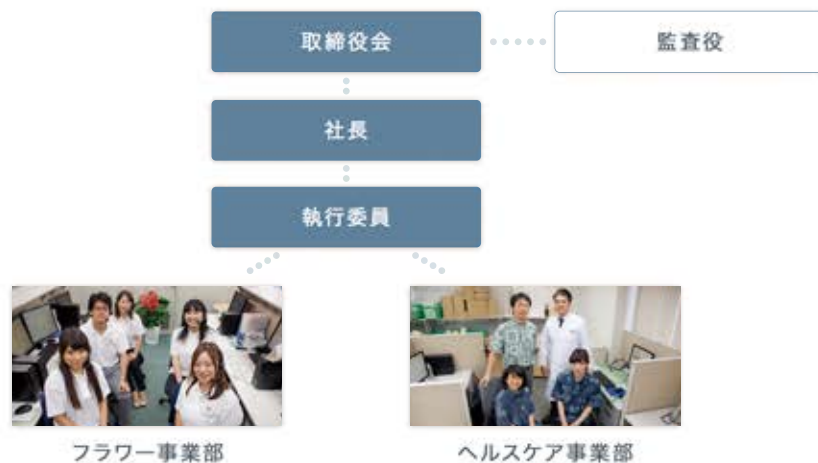 取締役会
監査役
社長
執行委員
フラワー事業部
ヘルスケア事業部